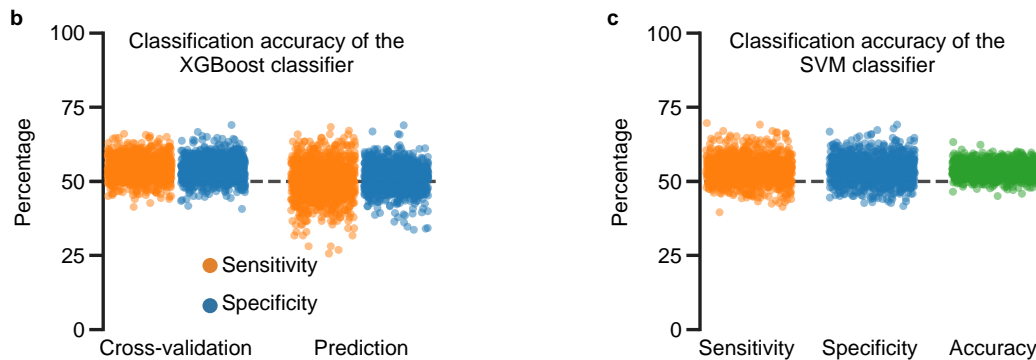 b
Classification accuracy of the
XGBoost classifier
Percentage
100
75
50
25
0
Sensitivity
Specificity
Cross-validation
Prediction
c
Classification accuracy of the
SVM classifier
Percentage
100
75
50
25
0
Sensitivity
Specificity
Accuracy